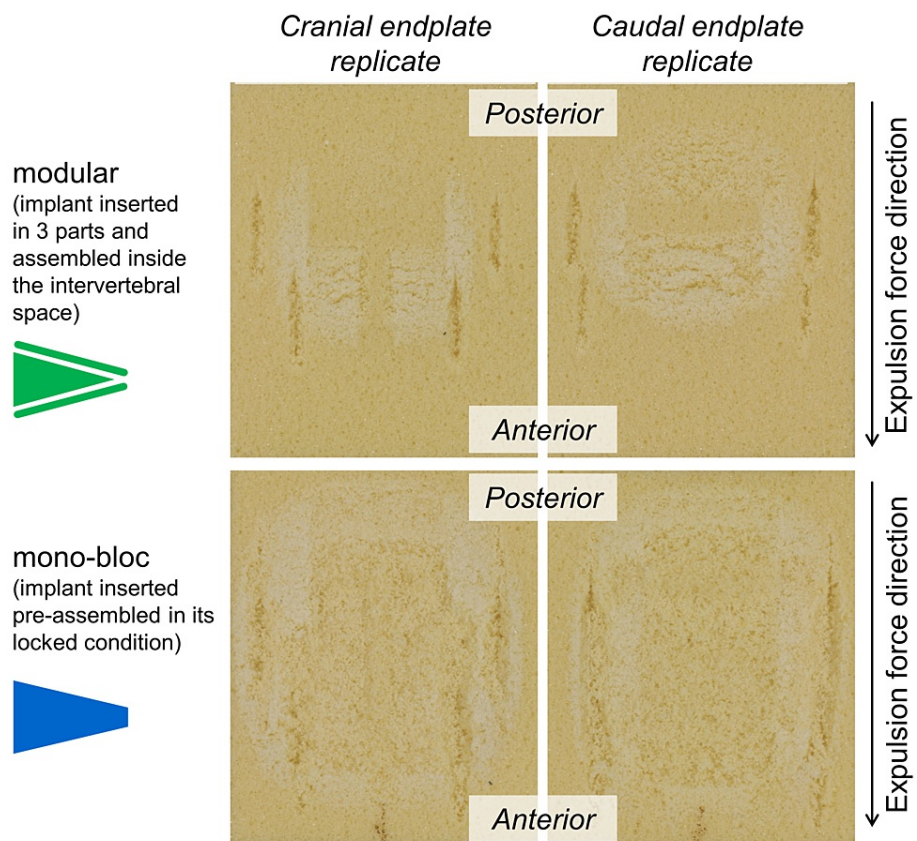 Cranial endplate
replicate
Caudal endplate
replicate
Posterior
modular
(implant inserted
in 3 parts and
assembled inside
the intervertebral
space)
Expulsion force direction
Anterior
Posterior
mono-bloc
(implant inserted
pre-assembled in its
locked condition)
Expulsion force direction
Anterior